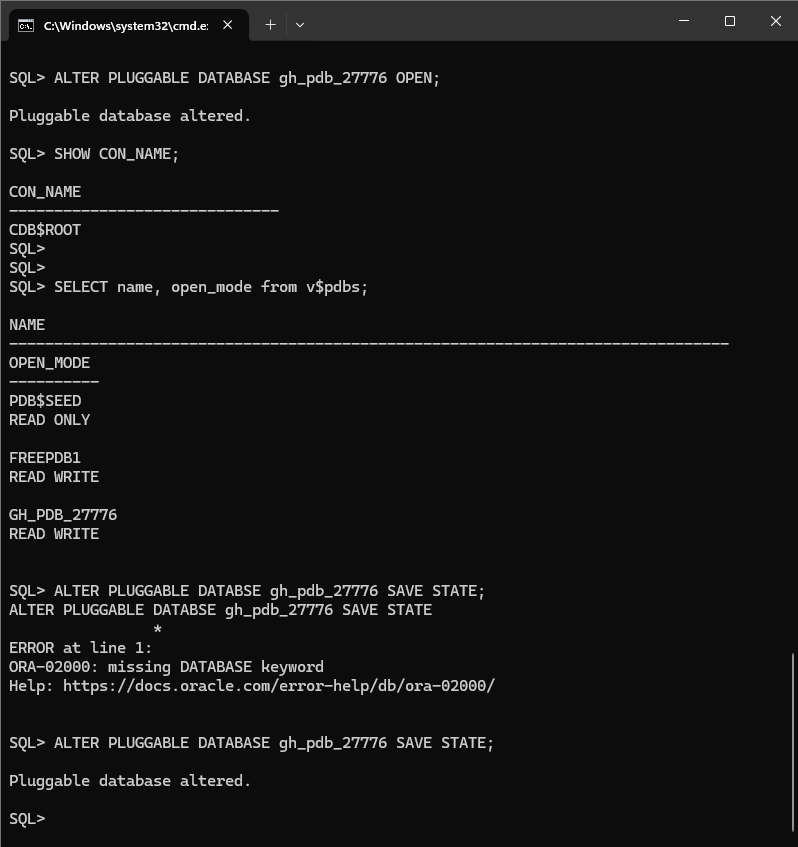 C:\Windows\system32\cmd.e:
SQL> ALTER PLUGGABLE DATABASE gh_pdb_27776 OPEN;
Pluggable database altered.
SQL> SHOW CON_NAME;
CON_NAME
------------------------------
CDB$ROOT
SQL>
SQL>
SQL> SELECT name, open_mode from v$pdbs;
NAME
--------------------------------------------------------------------------------
OPEN_MODE
----------
PDB$SEED
READ ONLY
FREEPDB1
READ WRITE
GH_PDB_27776
READ WRITE
SQL> ALTER PLUGGABLE DATABSE gh_pdb_27776 SAVE STATE;
ALTER PLUGGABLE DATABSE gh_pdb_27776 SAVE STATE
*
ERROR at line 1:
ORA-02000: missing DATABASE keyword
Help: https://docs.oracle.com/error-help/db/ora-02000/
SQL> ALTER PLUGGABLE DATABASE gh_pdb_27776 SAVE STATE;
Pluggable database altered.
SQL>